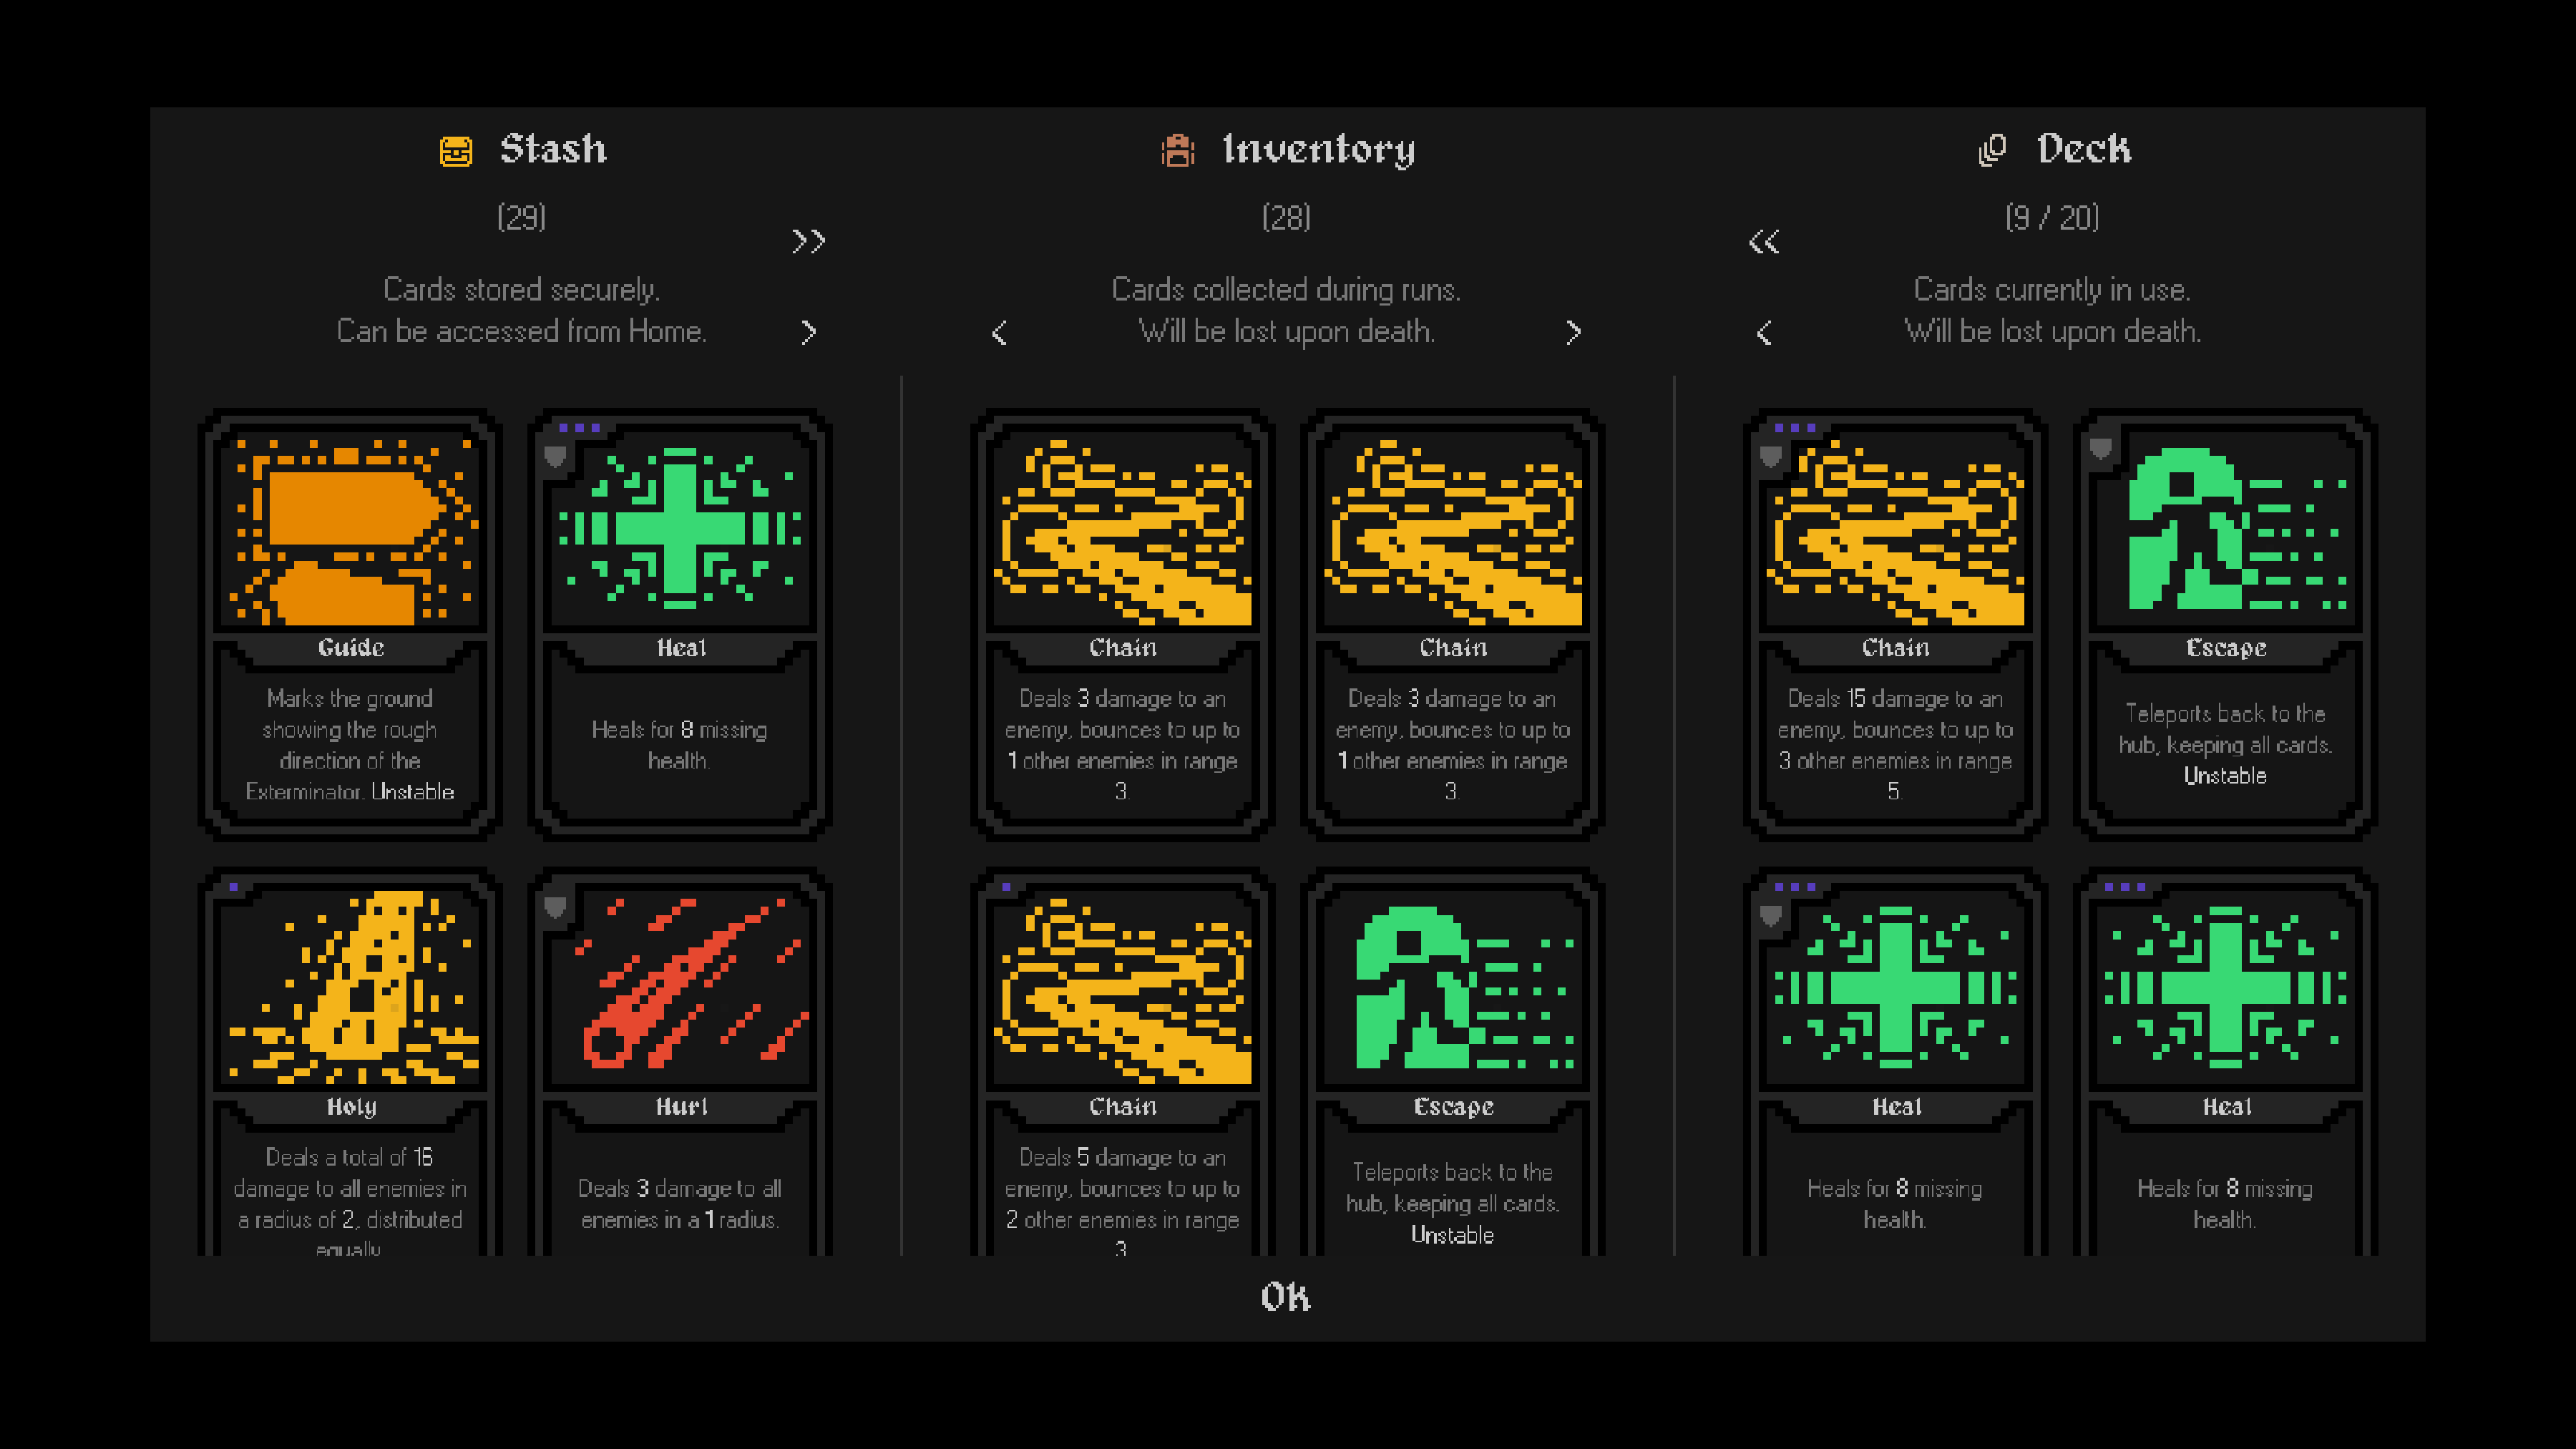 Stash
(29)
>>
Cards stored securely.
Can be accessed from Home.
>
Guide
Marks the ground
showing the rough
direction of the
Exterminator. Unstable
Heal
Heals for 8 missing
health.
Holy
Deals a total of 16
damage to all enemies in
a radius of 2, distributed
equally
Hurl
Deals 3 damage to all
enemies in a 1 radius.
Inventory
(28)
Cards collected during runs.
< Will be lost upon death. >
Chain
Deals 3 damage to an
enemy, bounces to up to
1 other enemies in range
3.
Chain
Deals 3 damage to an
enemy, bounces to up to
1 other enemies in range
3.
Chain
Deals 5 damage to an
enemy, bounces to up to
2 other enemies in range
3
Escape
Teleports back to the
hub, keeping all cards.
Unstable
Deck
(9 / 20)
<<
Cards currently in use.
< Will be lost upon death.
Chain
Deals 15 damage to an
enemy, bounces to up to
3 other enemies in range
5.
Escape
Teleports back to the
hub, keeping all cards.
Unstable
Heal
Heals for 8 missing
health.
Heal
Heals for 8 missing
health.
Ok